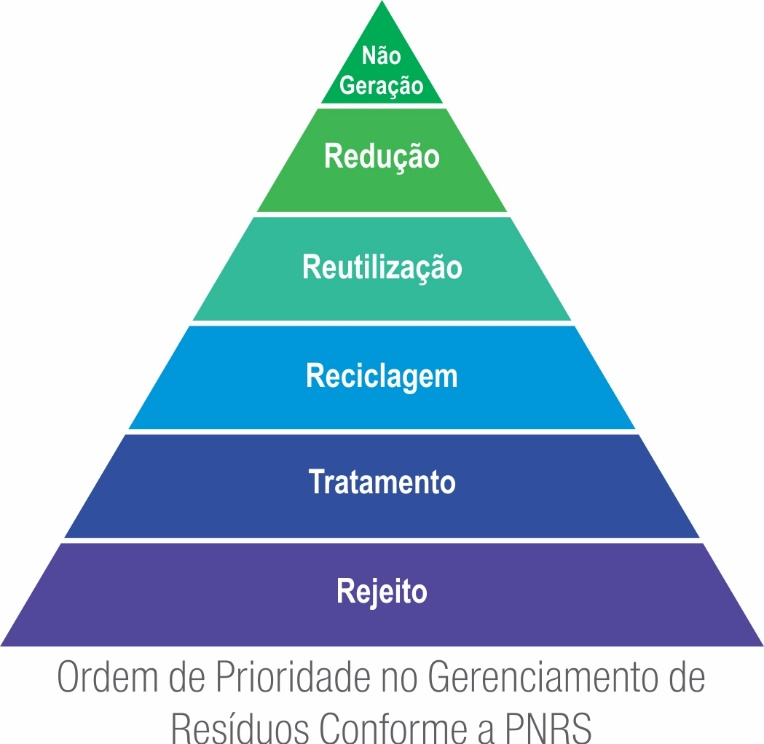 Não
Geração
Redução
Reutilização
Reciclagem
Tratamento
Rejeito
Ordem de Prioridade no Gerenciamento de
Resíduos Conforme a PNRS